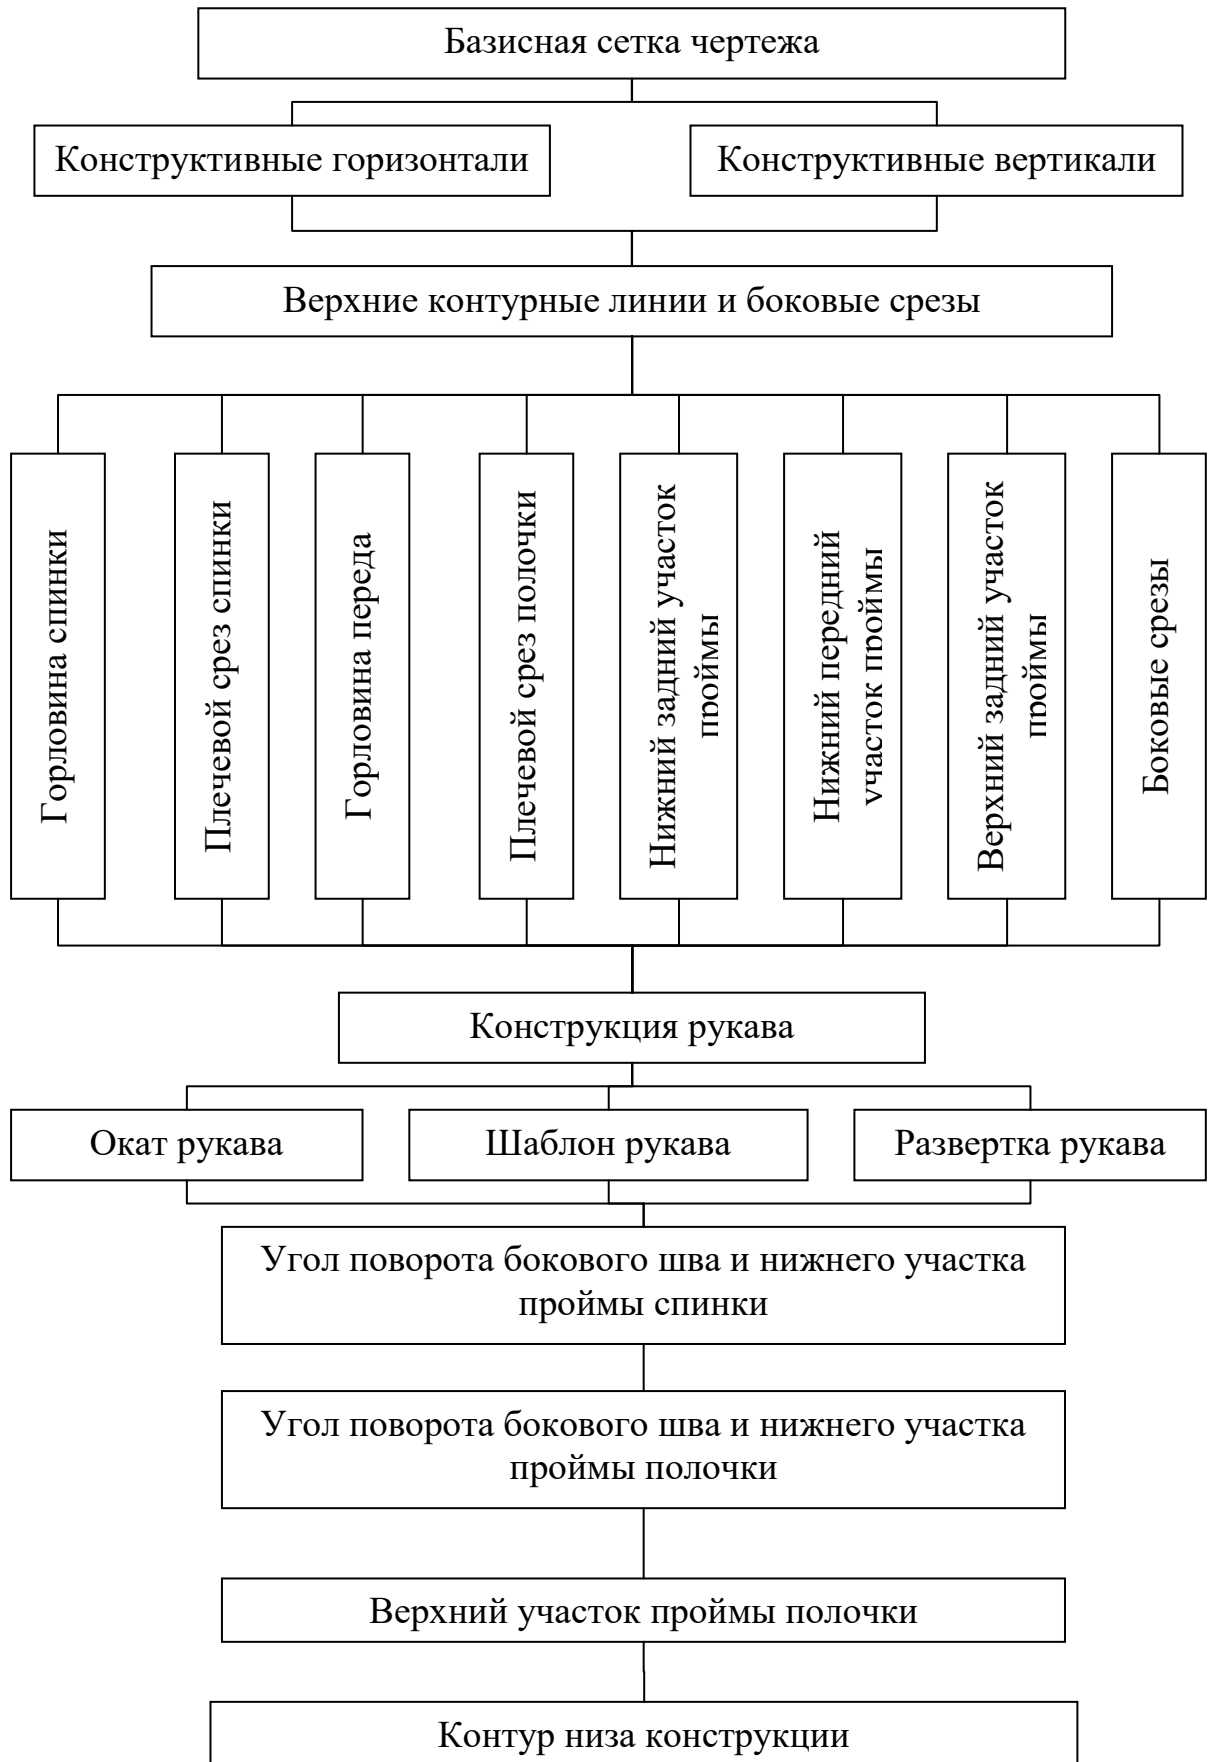 Базисная сетка чертежа
Конструктивные горизонтали
Конструктивные вертикали
Верхние контурные линии и боковые срезы
Горловина спинки
Плечевой срез спинки
Горловина переда
Плечевой срез полочки
Нижний задний участок
проймы
Нижний передний
участок проймы
Верхний задний участок
проймы
Боковые срезы
Конструкция рукава
Окат рукава
Шаблон рукава
Развертка рукава
Угол поворота бокового шва и нижнего участка
проймы спинки
Угол поворота бокового шва и нижнего участка
проймы полочки
Верхний участок проймы полочки
Контур низа конструкции